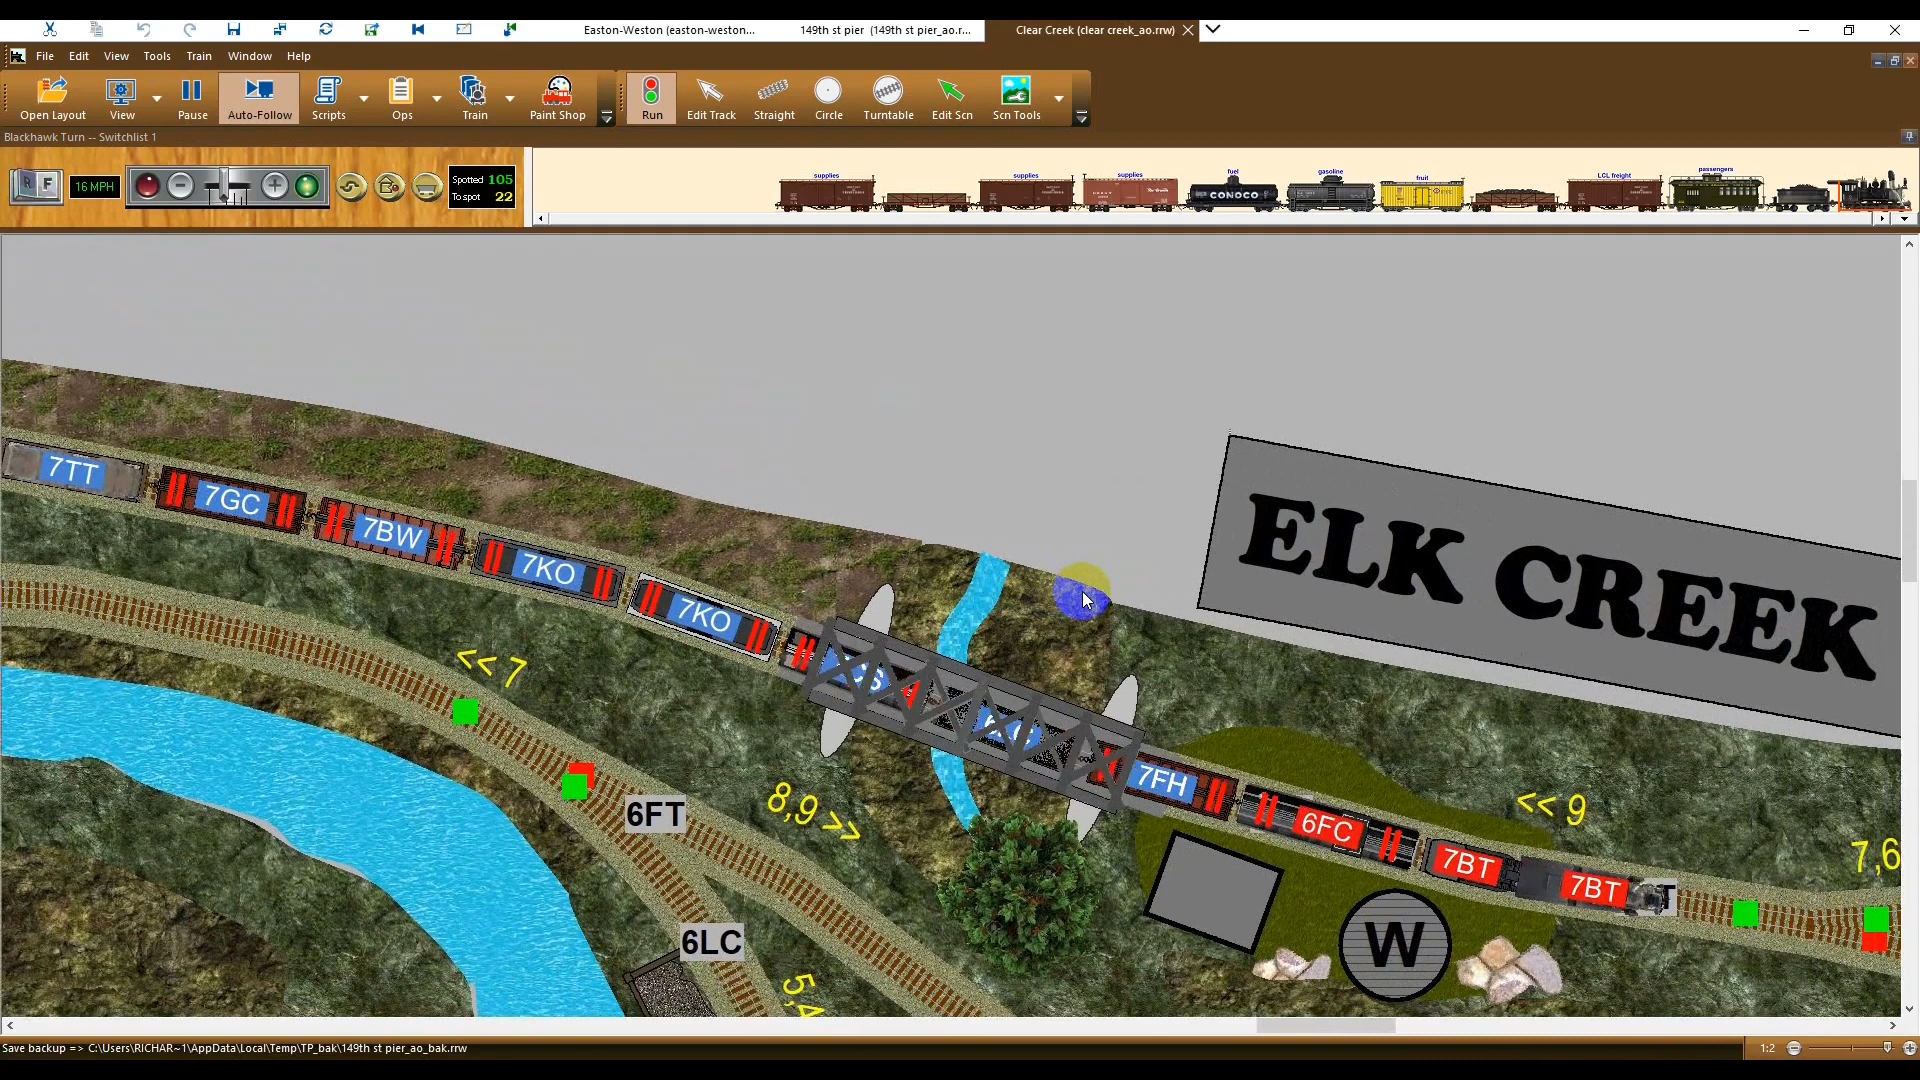 Easton-Weston (easton-weston...
149th st pier (149th st pier_ao.r...
Clear Creek (clear creek_ao.rrw)
File Edit View Tools Train Window Help
Open Layout View Pause Auto-Follow Scripts Ops Train Paint Shop Run Edit Track Straight Circle Turntable Edit Scn Scn Tools
Blackhawk Turn -- Switchlist 1
R F
16 MPH
Spotted 105
To spot 22
supplies supplies supplies fuel gasoline fruit LCL freight passengers
CONOCO
ELK CREEK
7TT
7GC
7BW
7KO
7KO
<< 7
7FH
6FT
8,9 >>
6FC
<< 9
7BT
7BT
7,6
6LC
W
5,4
Save backup => C:\Users\RICHAR~1\AppData\Local\Temp\TP_bak\149th st pier_ao_bak.rrw
1:2